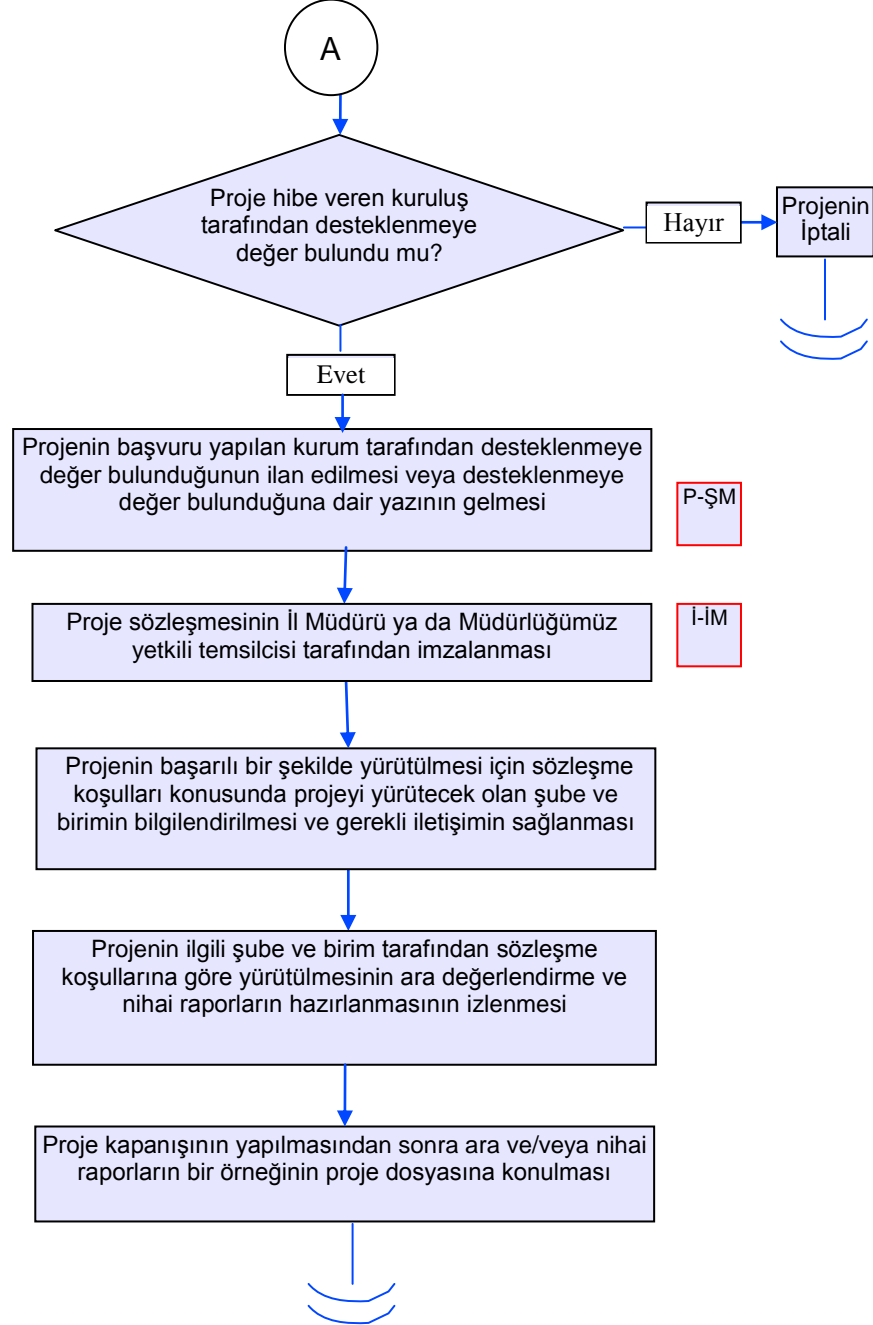 A
Proje hibe veren kuruluş
tarafından desteklenmeye
değer bulundu mu?
Hayır
Projenin
İptali
Evet
Projenin başvuru yapılan kurum tarafından desteklenmeye
değer bulunduğunun ilan edilmesi veya desteklenmeye
değer bulunduğuna dair yazının gelmesi
P-ŞM
Proje sözleşmesinin İl Müdürü ya da Müdürlüğümüz
yetkili temsilcisi tarafından imzalanması
İ-İM
Projenin başarılı bir şekilde yürütülmesi için sözleşme
koşulları konusunda projeyi yürütecek olan şube ve
birimin bilgilendirilmesi ve gerekli iletişimin sağlanması
Projenin ilgili şube ve birim tarafından sözleşme
koşullarına göre yürütülmesinin ara değerlendirme ve
nihai raporların hazırlanmasının izlenmesi
Proje kapanışının yapılmasından sonra ara ve/veya nihai
raporların bir örneğinin proje dosyasına konulması